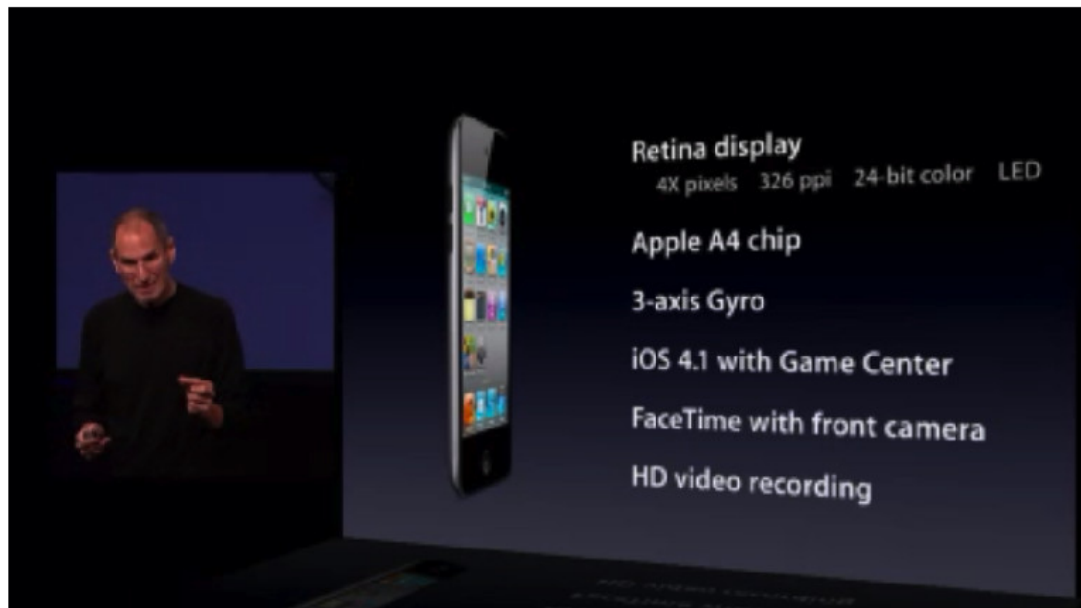 Retina display
4X pixels 326 ppi 24-bit color LED
Apple A4 chip
3-axis Gyro
iOS 4.1 with Game Center
FaceTime with front camera
HD video recording